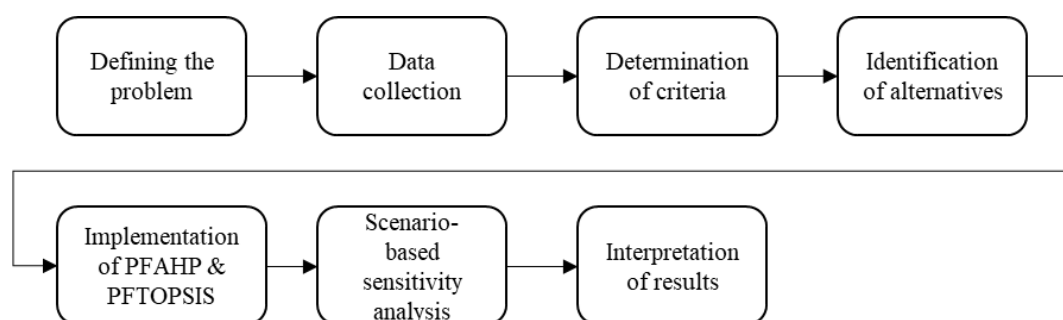 Defining the
problem
Data
collection
Determination
of criteria
Identification
of alternatives
Implementation
of PFAHP &
PFTOPSIS
Scenario-
based
sensitivity
analysis
Interpretation
of results